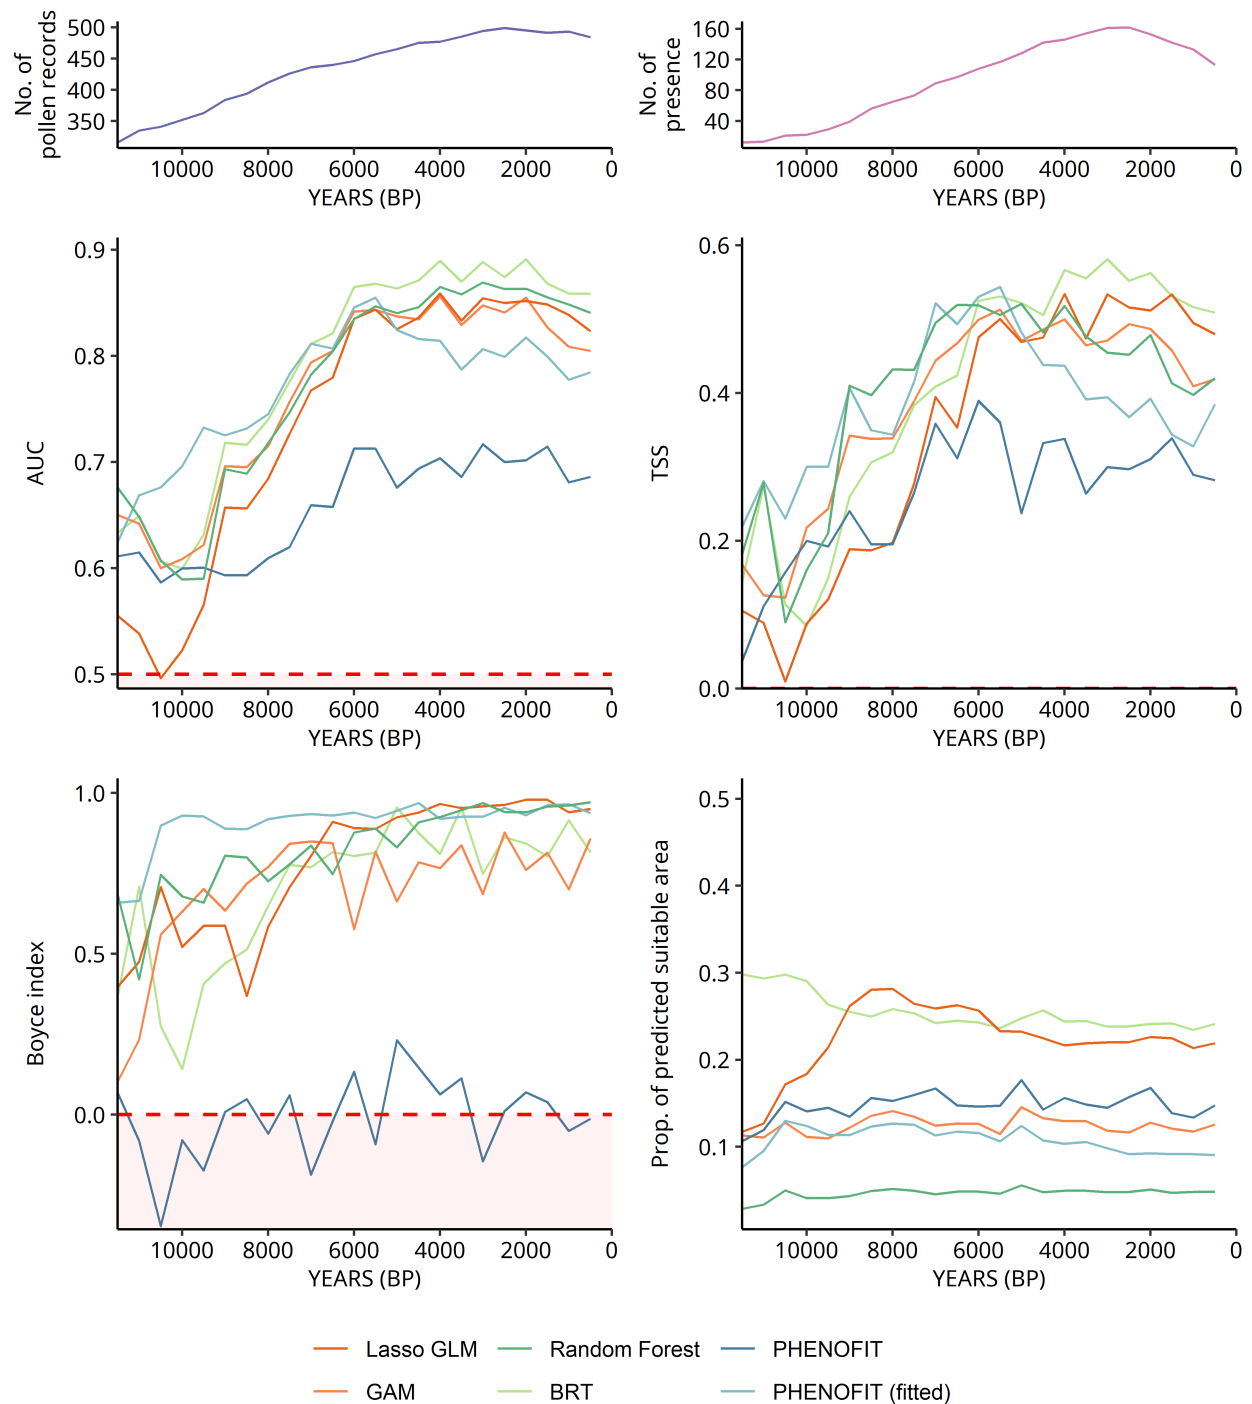 No. of
pollen records
500
450
400
350
10000 8000 6000 4000 2000 0
YEARS (BP)
No. of
presence
160
120
80
40
10000 8000 6000 4000 2000 0
YEARS (BP)
AUC
0.9
0.8
0.7
0.6
0.5
10000 8000 6000 4000 2000 0
YEARS (BP)
TSS
0.6
0.4
0.2
0.0
10000 8000 6000 4000 2000 0
YEARS (BP)
Boyce index
1.0
0.5
0.0
10000 8000 6000 4000 2000 0
YEARS (BP)
Prop. of predicted suitable area
0.5
0.4
0.3
0.2
0.1
10000 8000 6000 4000 2000 0
YEARS (BP)
Lasso GLM Random Forest PHENOFIT
GAM BRT PHENOFIT (fitted)